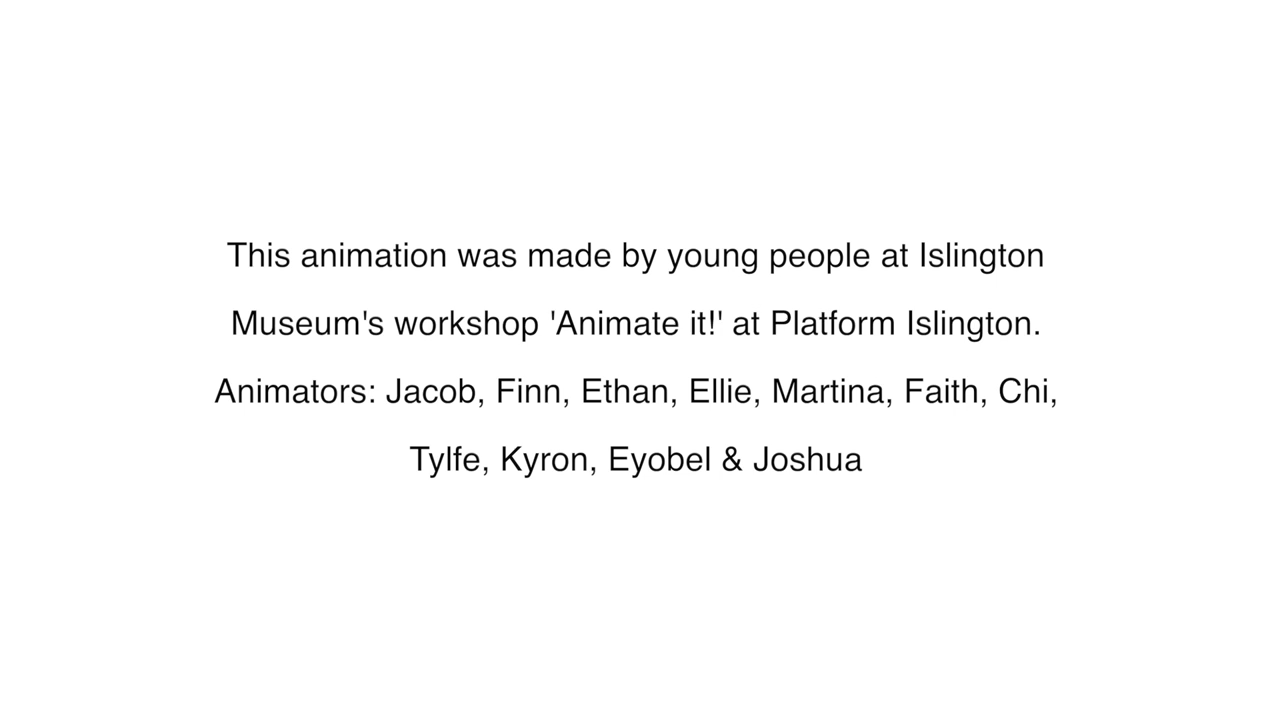 This animation was made by young people at Islington
Museum's workshop 'Animate it!' at Platform Islington.
Animators: Jacob, Finn, Ethan, Ellie, Martina, Faith, Chi,
Tylfe, Kyron, Eyobel & Joshua